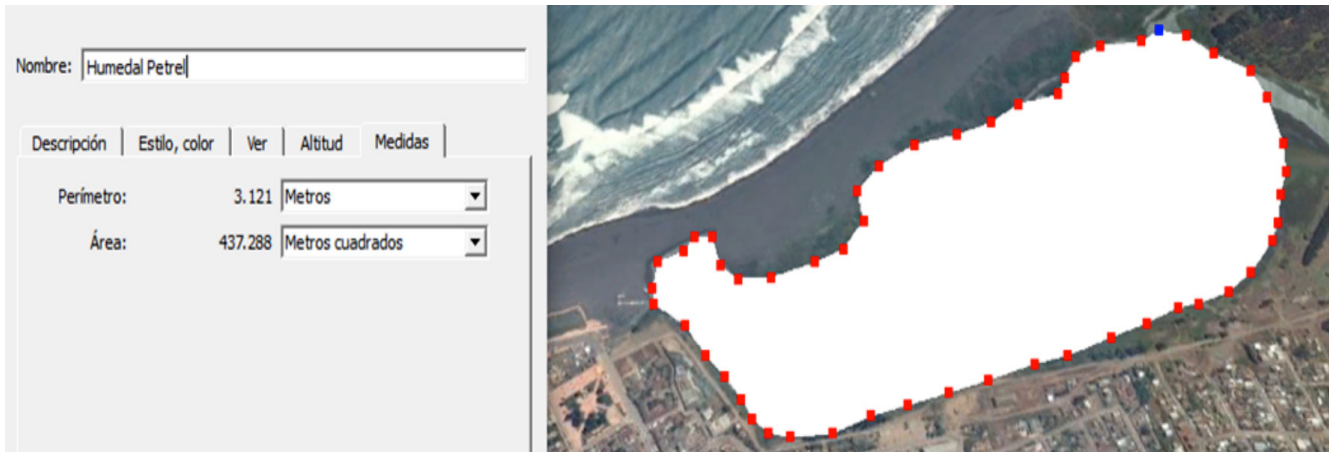 Nombre: Humedal Petrel
Descripción Estilo, color Ver Altitud Medidas
Perímetro: 3.121 Metros
Área: 437.288 Metros cuadrados